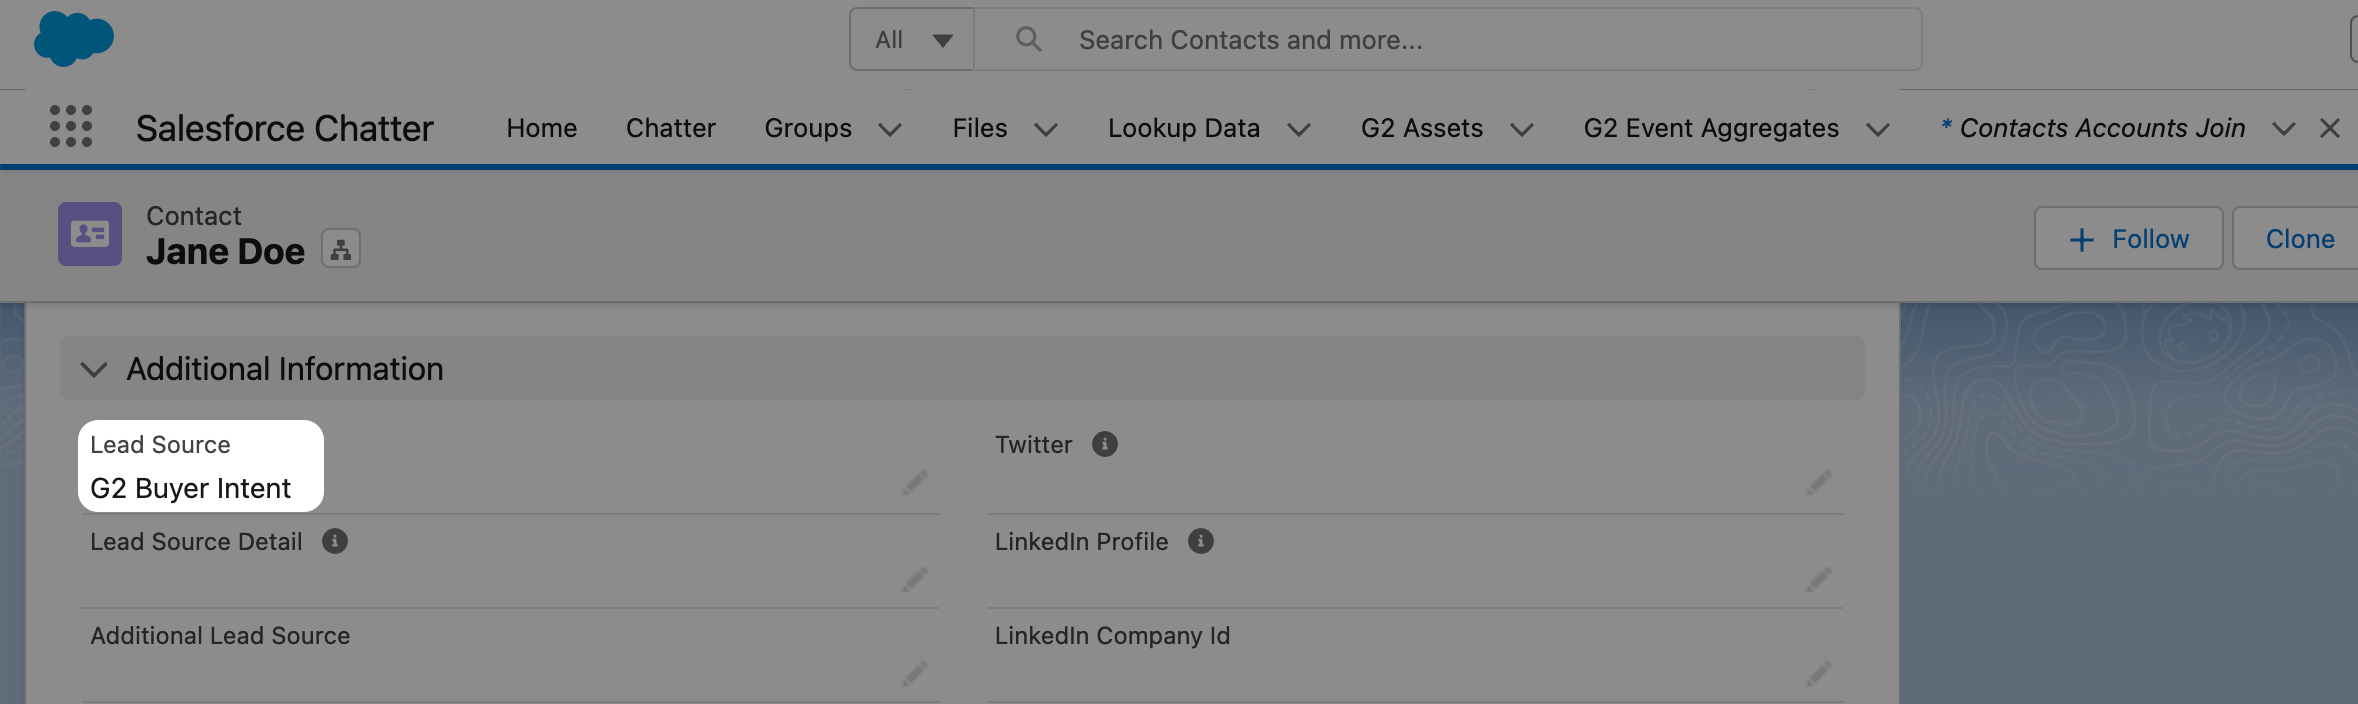 All
Search Contacts and more...
Salesforce Chatter Home Chatter Groups Files Lookup Data G2 Assets G2 Event Aggregates * Contacts Accounts Join
Contact
Jane Doe
Follow Clone
Additional Information
Lead Source
G2 Buyer Intent
Twitter
Lead Source Detail
LinkedIn Profile
Additional Lead Source
LinkedIn Company Id